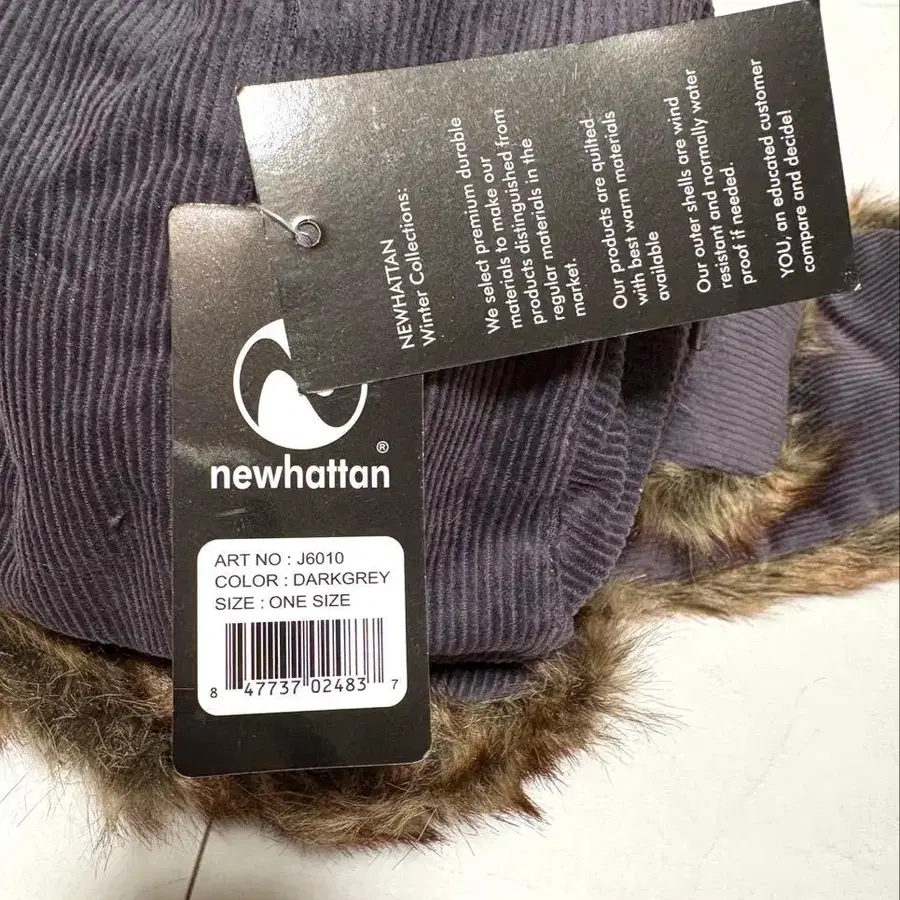 NEWHATTAN
Winter Collections:
We select premium durable
materials to make our
products distinguished from
regular materials in the
market.
Our products are quilted
with best warm materials
available
Our outer shells are wind
resistant and normally water
proof if needed.
YOU, an educated customer
compare and decide!
®
newhattan
ART NO : J6010
COLOR : DARKGREY
SIZE : ONE SIZE
8 47737 02483 7